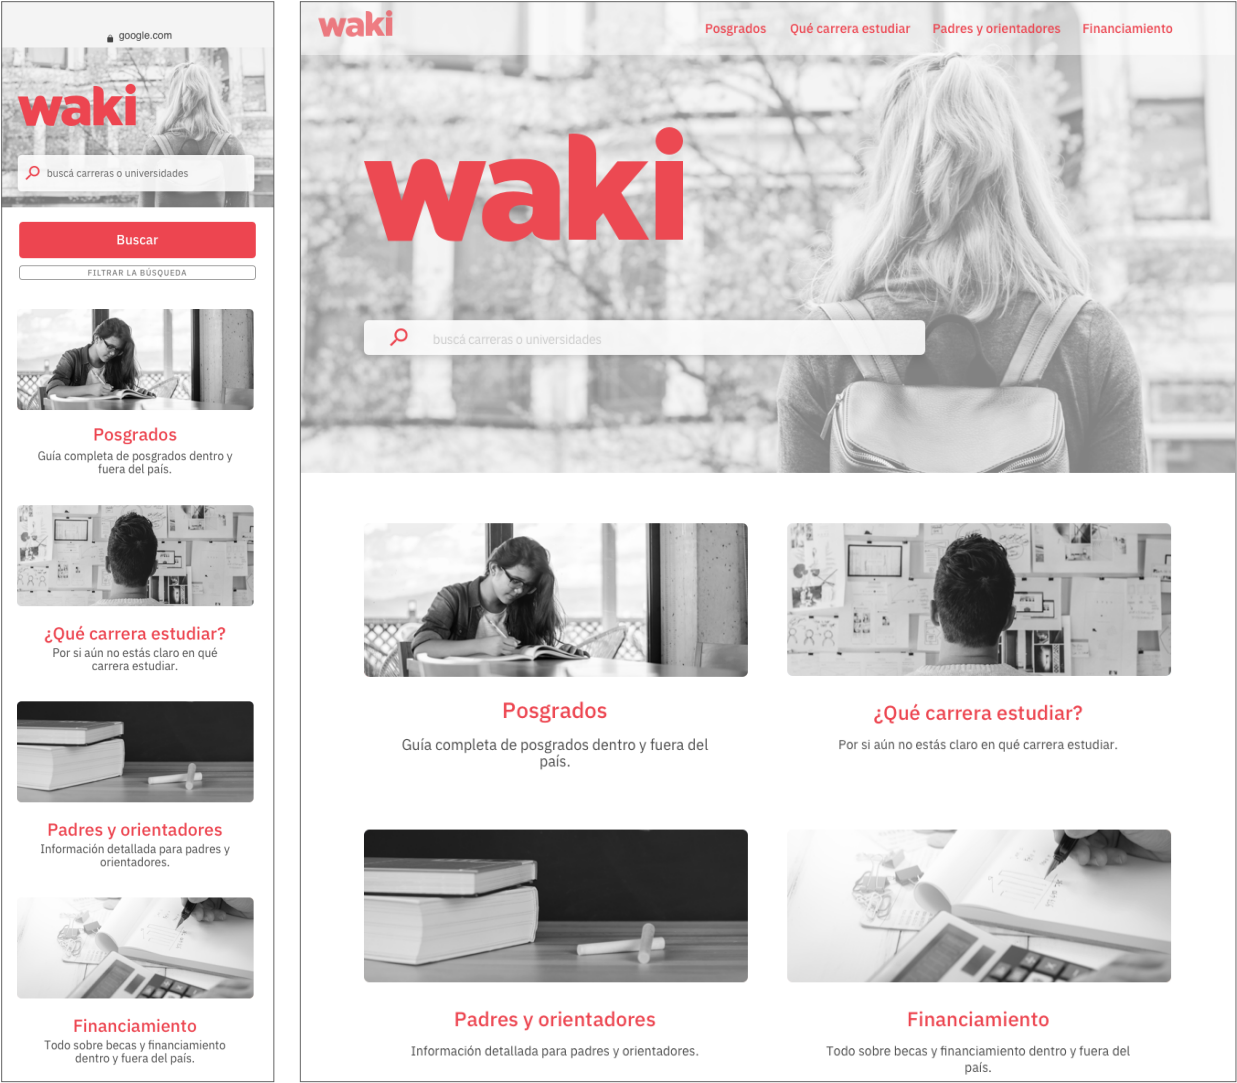 google.com
waki
buscá carreras o universidades
Buscar
FILTRAR LA BÚSQUEDA
Posgrados
Guía completa de posgrados dentro y
fuera del país.
¿Qué carrera estudiar?
Por si aún no estás claro en qué
carrera estudiar.
Padres y orientadores
Información detallada para padres y
orientadores.
Financiamiento
Todo sobre becas y financiamiento
dentro y fuera del país.
waki Posgrados Qué carrera estudiar Padres y orientadores Financiamiento
waki
buscá carreras o universidades
Posgrados
Guía completa de posgrados dentro y fuera del
país.
¿Qué carrera estudiar?
Por si aún no estás claro en qué carrera estudiar.
Padres y orientadores
Información detallada para padres y orientadores.
Financiamiento
Todo sobre becas y financiamiento dentro y fuera del
país.